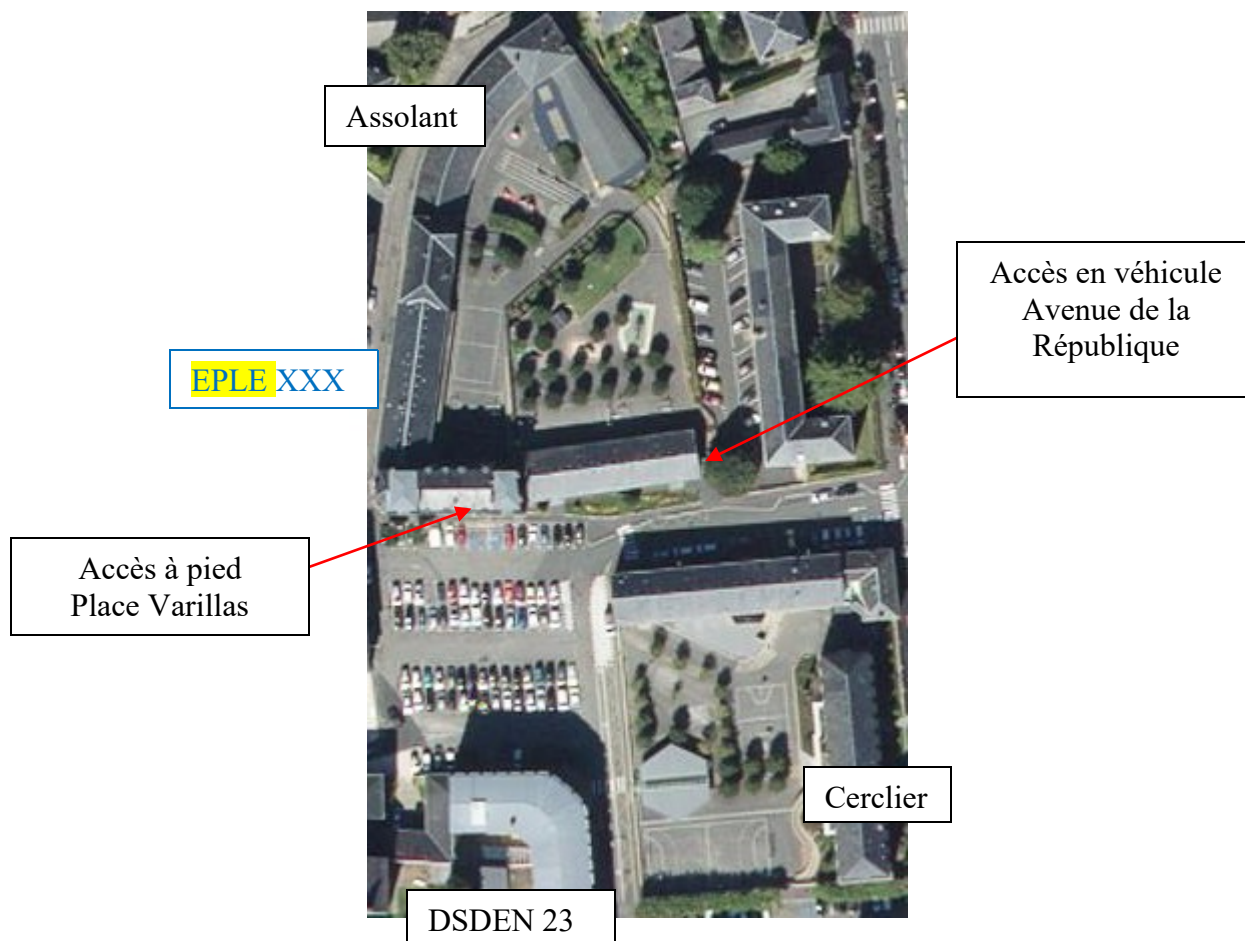 Assolant
Accès en véhicule
Avenue de la
République
EPLE XXX
Accès à pied
Place Varillas
Cerclier
DSDEN 23